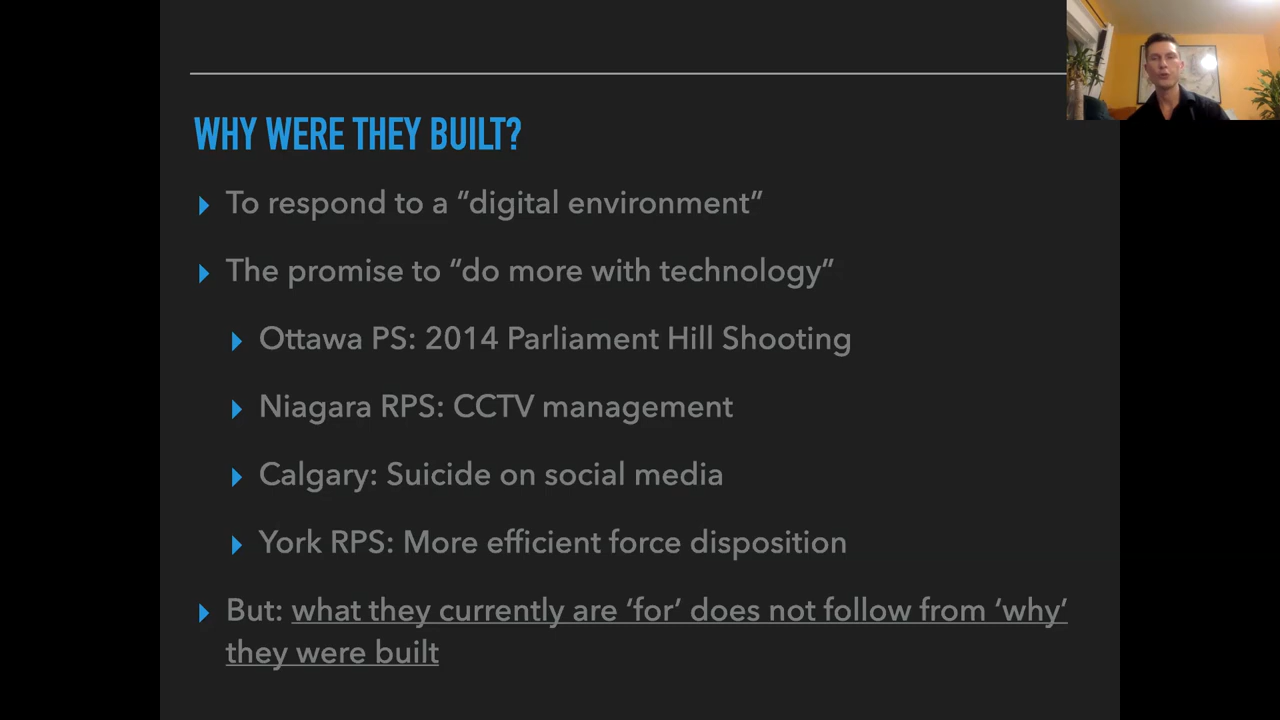 WHY WERE THEY BUILT?
To respond to a “digital environment”
The promise to “do more with technology”
Ottawa PS: 2014 Parliament Hill Shooting
Niagara RPS: CCTV management
Calgary: Suicide on social media
York RPS: More efficient force disposition
But: what they currently are ‘for’ does not follow from ‘why’
they were built